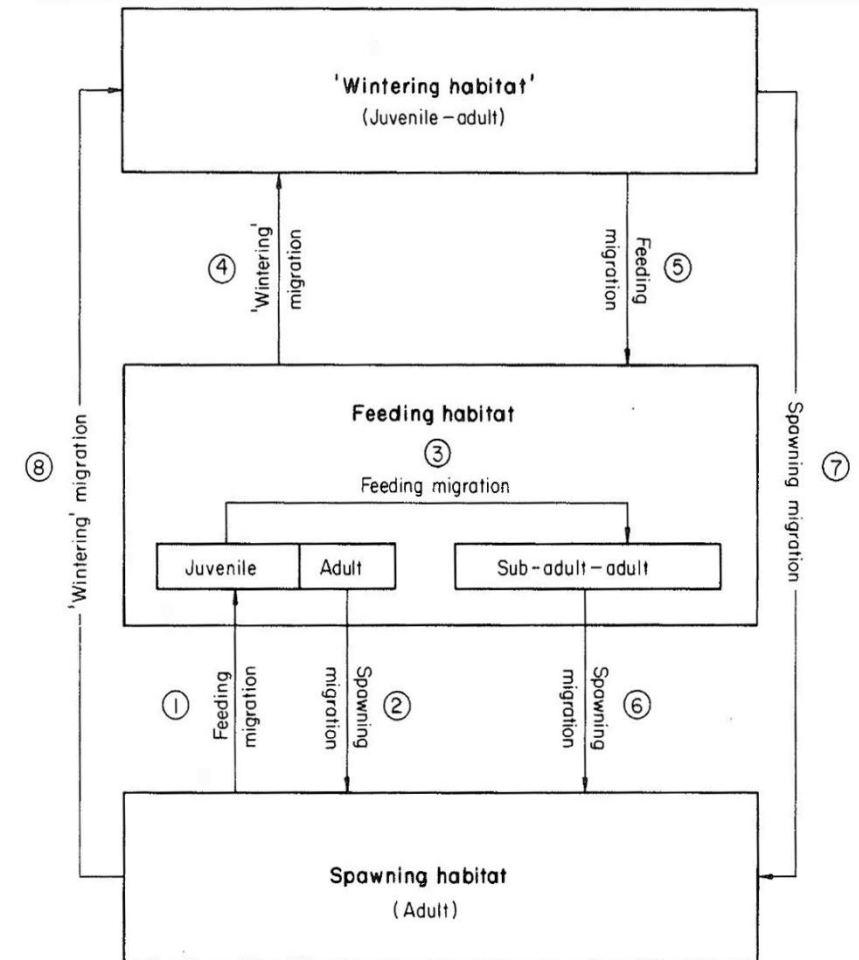 'Wintering habitat'
(Juvenile-adult)
④
'Wintering'
migration
Feeding
migration
⑤
Feeding habitat
③
Feeding migration
Juvenile
Adult
Sub-adult-adult
⑧
'Wintering' migration
Spawning migration
⑦
①
Feeding
migration
Spawning
migration
②
Spawning
migration
⑥
Spawning habitat
(Adult)